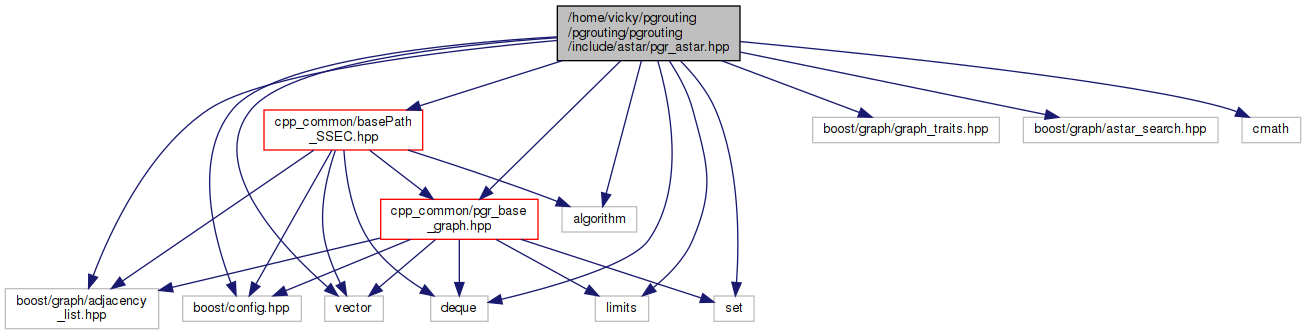 /home/vicky/pgrouting
/pgrouting/pgrouting
/include/astar/pgr_astar.hpp
cpp_common/basePath
_SSEC.hpp
boost/graph/graph_traits.hpp
boost/graph/astar_search.hpp
cmath
cpp_common/pgr_base
_graph.hpp
algorithm
boost/graph/adjacency
_list.hpp
boost/config.hpp
vector
deque
limits
set